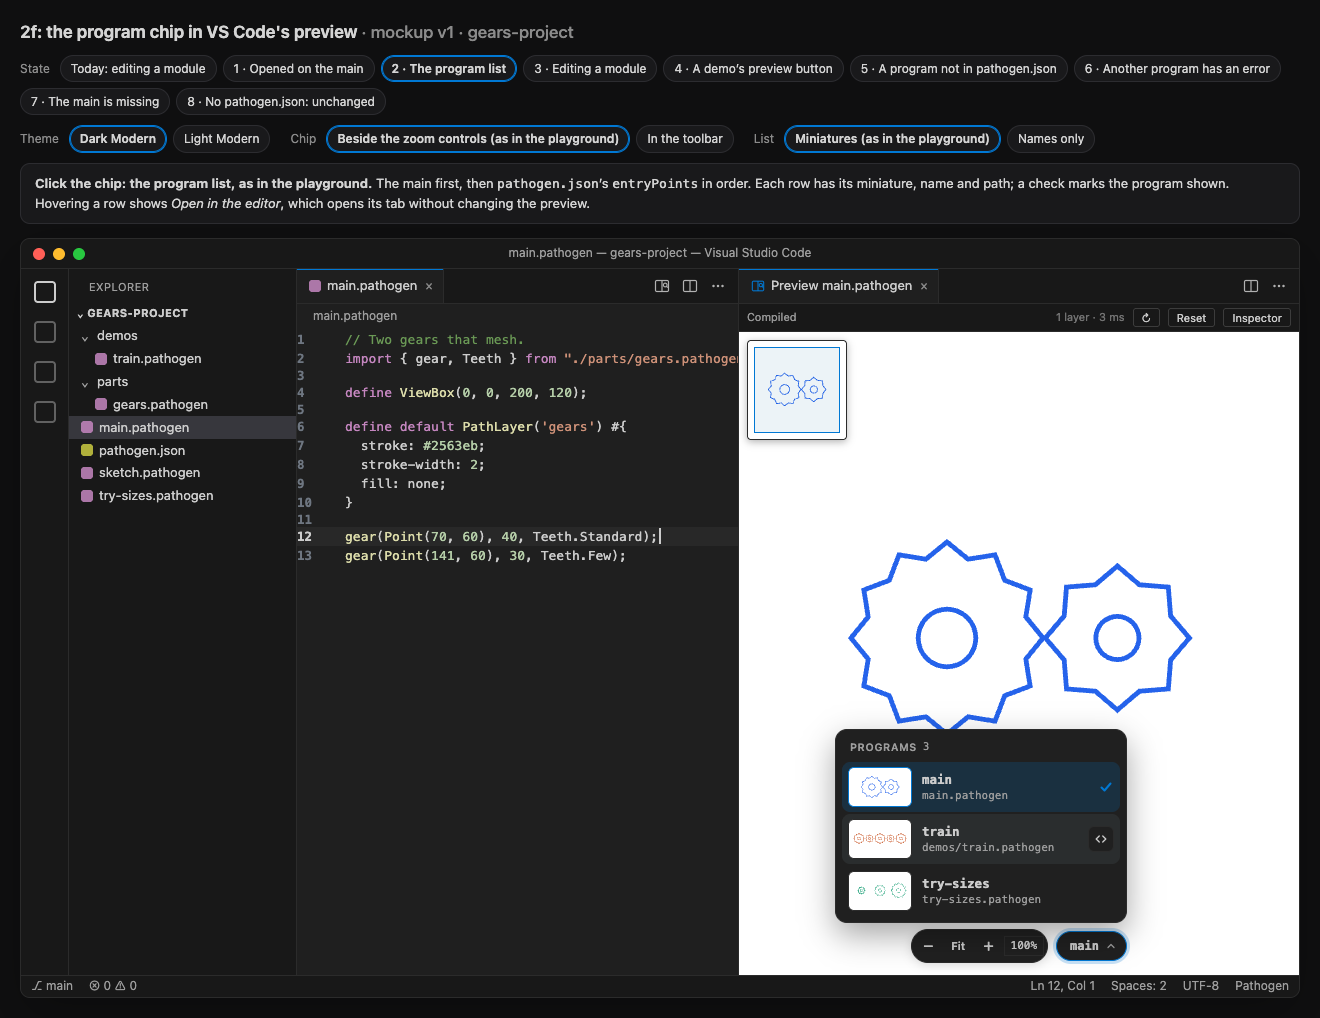 2f: the program chip in VS Code's preview · mockup v1 · gears-project
State Today: editing a module 1 · Opened on the main 2 · The program list 3 · Editing a module 4 · A demo's preview button 5 · A program not in pathogen.json 6 · Another program has an error
7 · The main is missing 8 · No pathogen.json: unchanged
Theme Dark Modern Light Modern Chip Beside the zoom controls (as in the playground) In the toolbar List Miniatures (as in the playground) Names only
Click the chip: the program list, as in the playground. The main first, then pathogen.json's entryPoints in order. Each row has its miniature, name and path; a check marks the program shown.
Hovering a row shows Open in the editor, which opens its tab without changing the preview.
main.pathogen — gears-project — Visual Studio Code
EXPLORER
GEARS-PROJECT
demos
train.pathogen
parts
gears.pathogen
main.pathogen
pathogen.json
sketch.pathogen
try-sizes.pathogen
main.pathogen ×
main.pathogen
1 // Two gears that mesh.
2 import { gear, Teeth } from "./parts/gears.pathoge
3
4 define ViewBox(0, 0, 200, 120);
5
6 define default PathLayer('gears') #{
7 stroke: #2563eb;
8 stroke-width: 2;
9 fill: none;
10 }
11
12 gear(Point(70, 60), 40, Teeth.Standard);
13 gear(Point(141, 60), 30, Teeth.Few);
Preview main.pathogen ×
Compiled 1 layer · 3 ms Reset Inspector
PROGRAMS 3
main
main.pathogen
train
demos/train.pathogen
try-sizes
try-sizes.pathogen
− Fit + 100% main
main 0 0 Ln 12, Col 1 Spaces: 2 UTF-8 Pathogen